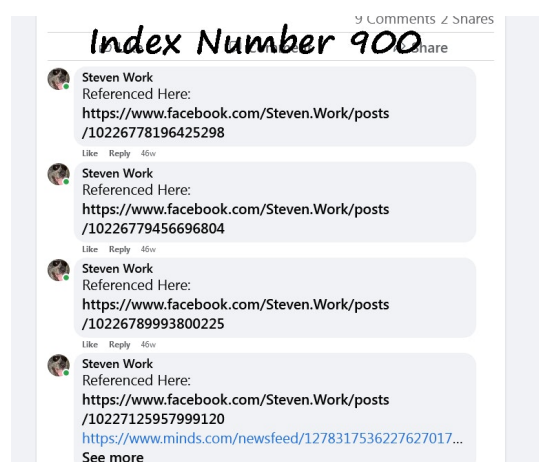 9 Comments 2 Shares
Index Number 900
Like Comment Share
Steven Work
Referenced Here:
https://www.facebook.com/Steven.Work/posts
/10226778196425298
Like Reply 46w
Steven Work
Referenced Here:
https://www.facebook.com/Steven.Work/posts
/10226779456696804
Like Reply 46w
Steven Work
Referenced Here:
https://www.facebook.com/Steven.Work/posts
/10226789993800225
Like Reply 46w
Steven Work
Referenced Here:
https://www.facebook.com/Steven.Work/posts
/10227125957999120
https://www.minds.com/newsfeed/1278317536227627017...
See more